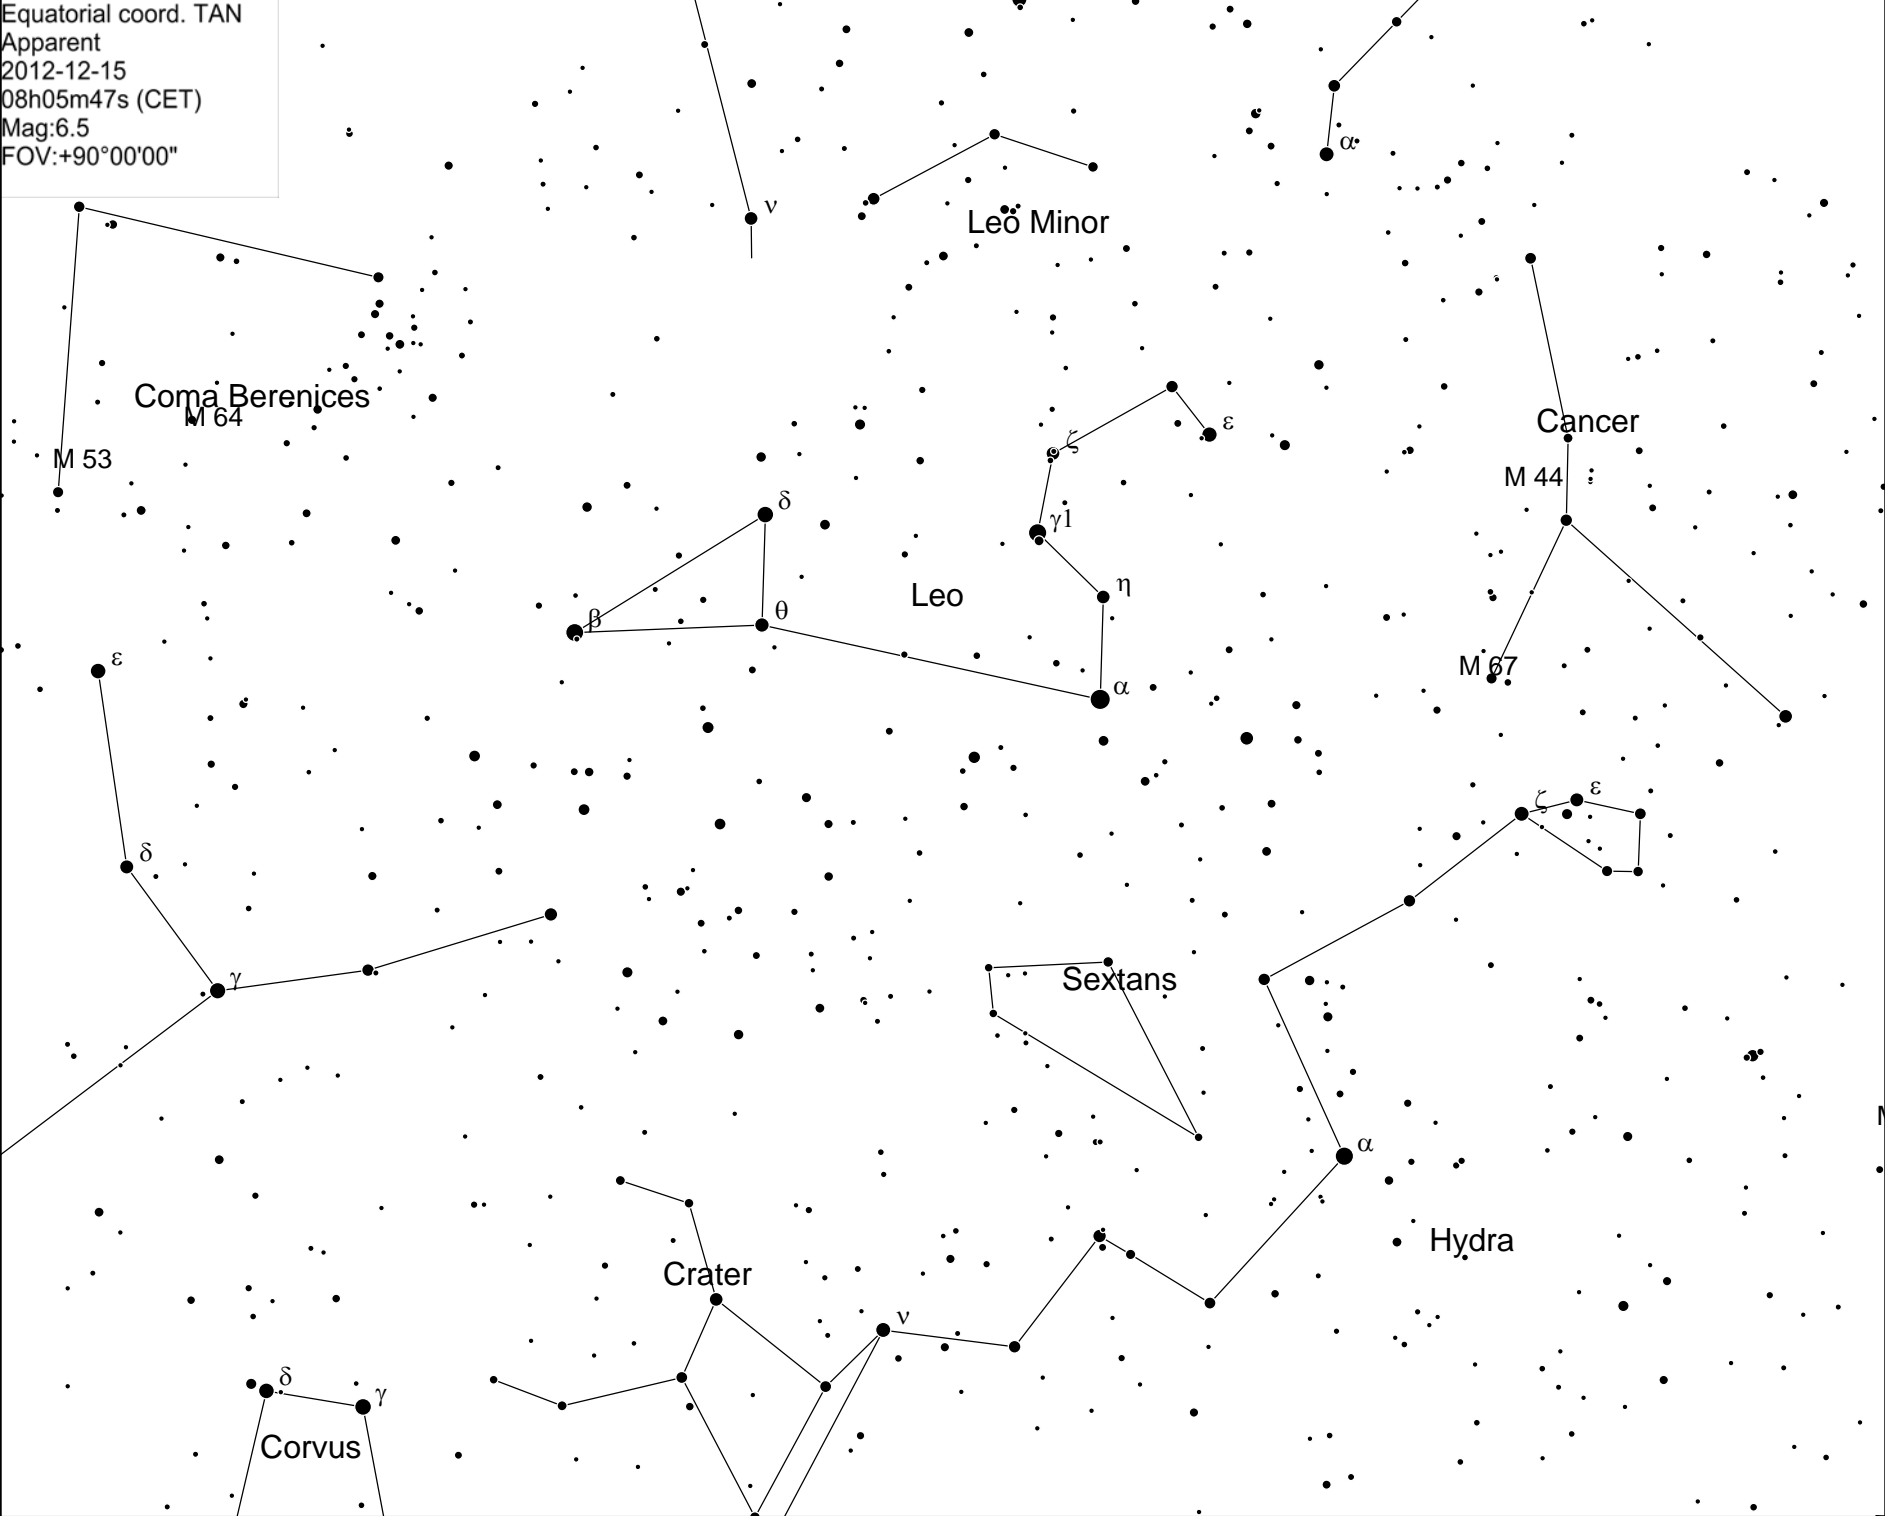 Equatorial coord. TAN
Apparent
2012-12-15
08h05m47s (CET)
Mag:6.5
FOV:+90°00'00"
α
ν
Leo Minor
Coma Berenices
M 64
Cancer
ε
ζ
M 53
M 44
δ
γ1
η
Leo
β
θ
ε
M 67
α
ζ
ε
δ
γ
Sextans
α
Hydra
Crater
ν
δ
γ
Corvus